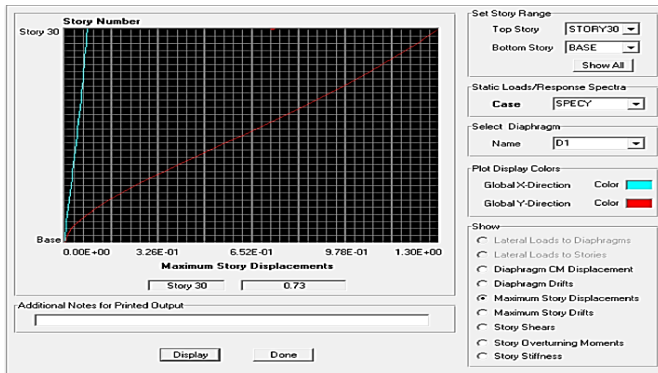 Story Number
Story 30
Base
0.00E+00 3.26E-01 6.52E-01 9.78E-01 1.30E+00
Maximum Story Displacements
Story 30 0.73
Additional Notes for Printed Output
Display Done
Set Story Range
Top Story STORY30
Bottom Story BASE
Show All
Static Loads/Response Spectra
Case SPECY
Select Diaphragm
Name D1
Plot Display Colors
Global X-Direction Color
Global Y-Direction Color
Show
Lateral Loads to Diaphragms
Lateral Loads to Stories
Diaphragm CM Displacement
Diaphragm Drifts
Maximum Story Displacements
Maximum Story Drifts
Story Shears
Story Overturning Moments
Story Stiffness